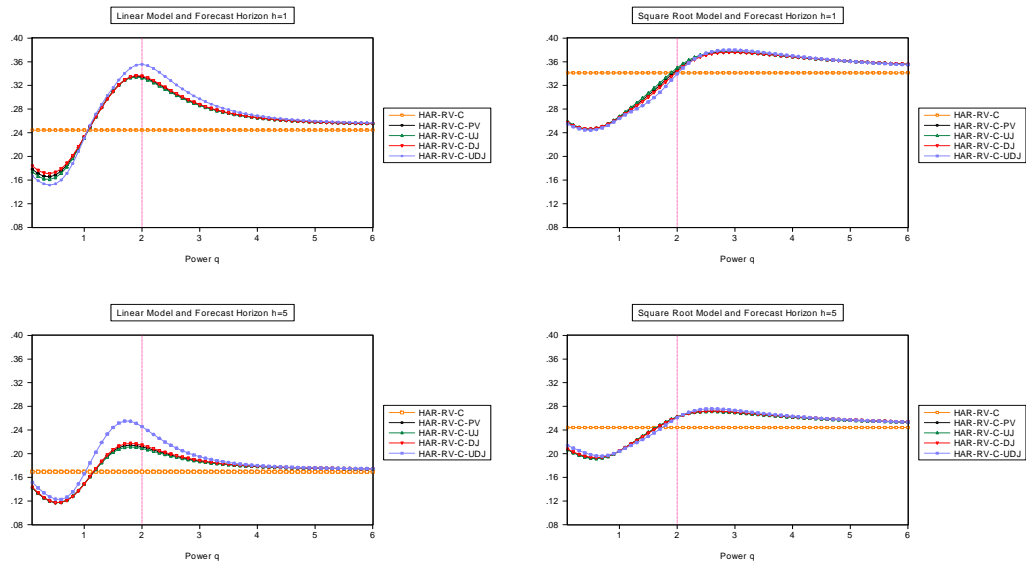 Linear Model and Forecast Horizon h=1
.40
.36
.32
.28
.24
.20
.16
.12
.08
1 2 3 4 5 6
Power q
HAR-RV-C
HAR-RV-C-PV
HAR-RV-C-UJ
HAR-RV-C-DJ
HAR-RV-C-UDJ
Square Root Model and Forecast Horizon h=1
.40
.36
.32
.28
.24
.20
.16
.12
.08
1 2 3 4 5 6
Power q
HAR-RV-C
HAR-RV-C-PV
HAR-RV-C-UJ
HAR-RV-C-DJ
HAR-RV-C-UDJ
Linear Model and Forecast Horizon h=5
.40
.36
.32
.28
.24
.20
.16
.12
.08
1 2 3 4 5 6
Power q
HAR-RV-C
HAR-RV-C-PV
HAR-RV-C-UJ
HAR-RV-C-DJ
HAR-RV-C-UDJ
Square Root Model and Forecast Horizon h=5
.40
.36
.32
.28
.24
.20
.16
.12
.08
1 2 3 4 5 6
Power q
HAR-RV-C
HAR-RV-C-PV
HAR-RV-C-UJ
HAR-RV-C-DJ
HAR-RV-C-UDJ